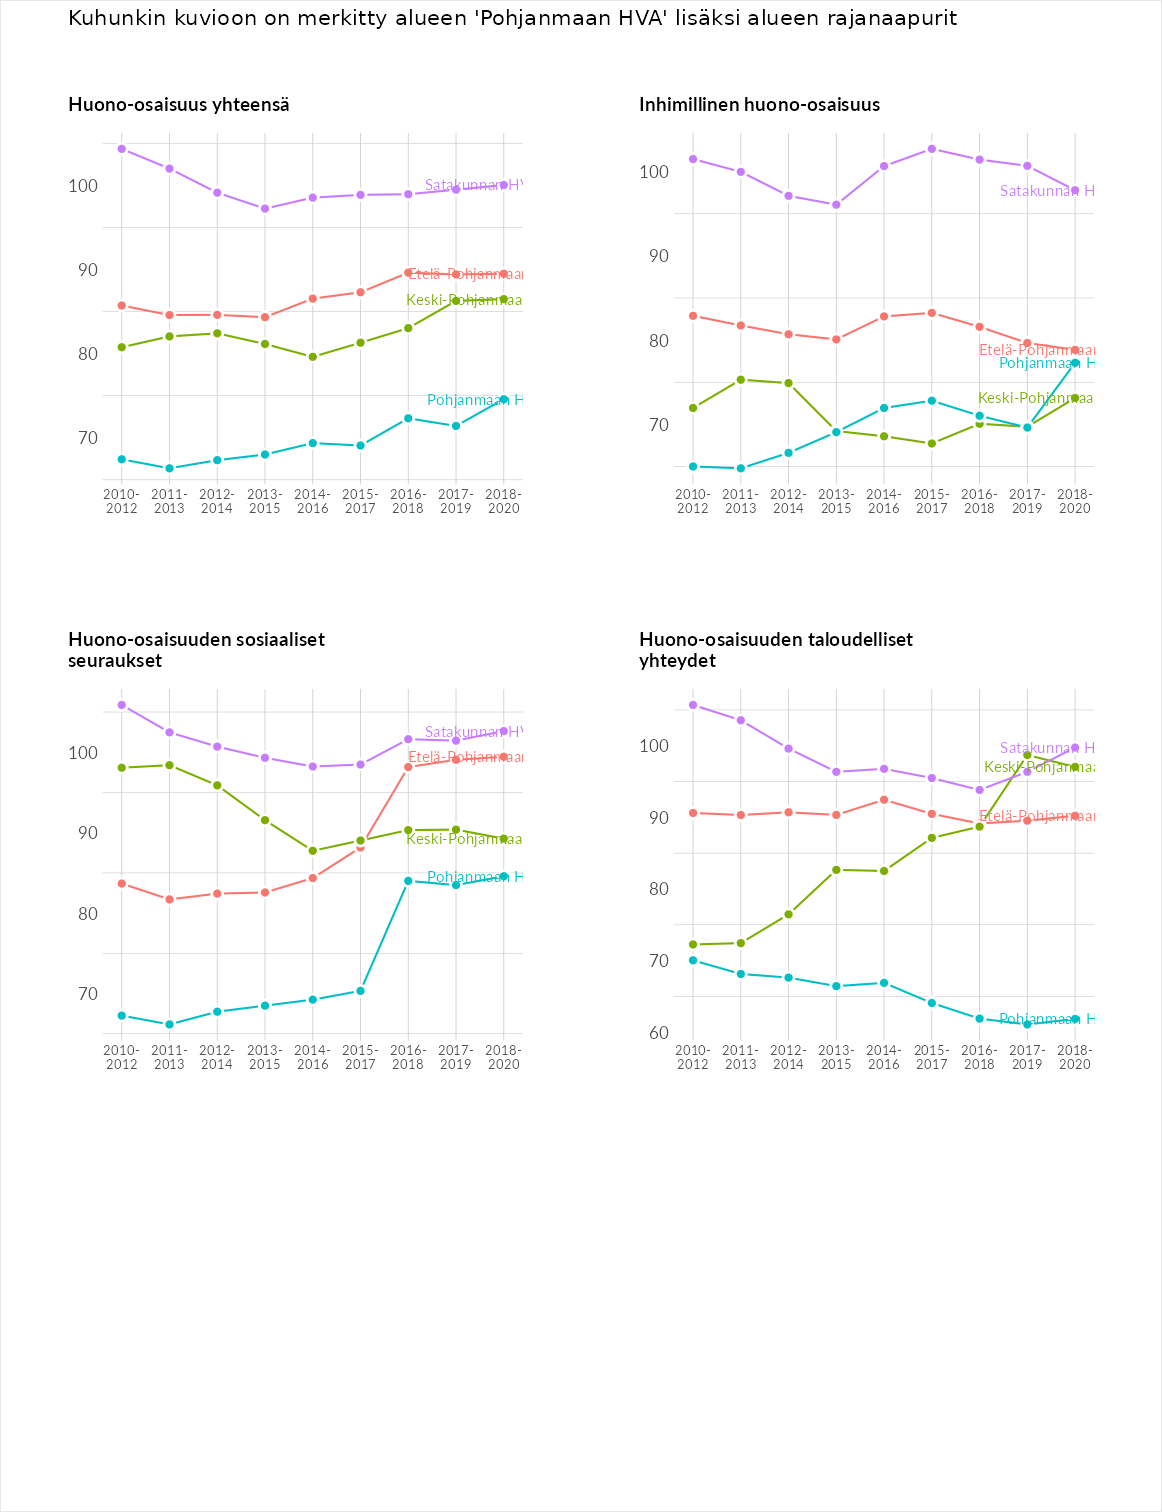 Kuhunkin kuvioon on merkitty alueen 'Pohjanmaan HVA' lisäksi alueen rajanaapurit
Huono-osaisuus yhteensä
100
90
80
70
Satakunnan HV
Etelä-Pohjanmaan
Keski-Pohjanmaa
Pohjanmaan H
2010-2012 2011-2013 2012-2014 2013-2015 2014-2016 2015-2017 2016-2018 2017-2019 2018-2020
Inhimillinen huono-osaisuus
100
90
80
70
Satakunnan H
Etelä-Pohjanmaan
Pohjanmaan H
Keski-Pohjanmaa
2010-2012 2011-2013 2012-2014 2013-2015 2014-2016 2015-2017 2016-2018 2017-2019 2018-2020
Huono-osaisuuden sosiaaliset
seuraukset
100
90
80
70
Satakunnan HV
Etelä-Pohjanmaan
Keski-Pohjanmaa
Pohjanmaan H
2010-2012 2011-2013 2012-2014 2013-2015 2014-2016 2015-2017 2016-2018 2017-2019 2018-2020
Huono-osaisuuden taloudelliset
yhteydet
100
90
80
70
60
Satakunnan H
Keski-Pohjanmaa
Etelä-Pohjanmaan
Pohjanmaan H
2010-2012 2011-2013 2012-2014 2013-2015 2014-2016 2015-2017 2016-2018 2017-2019 2018-2020